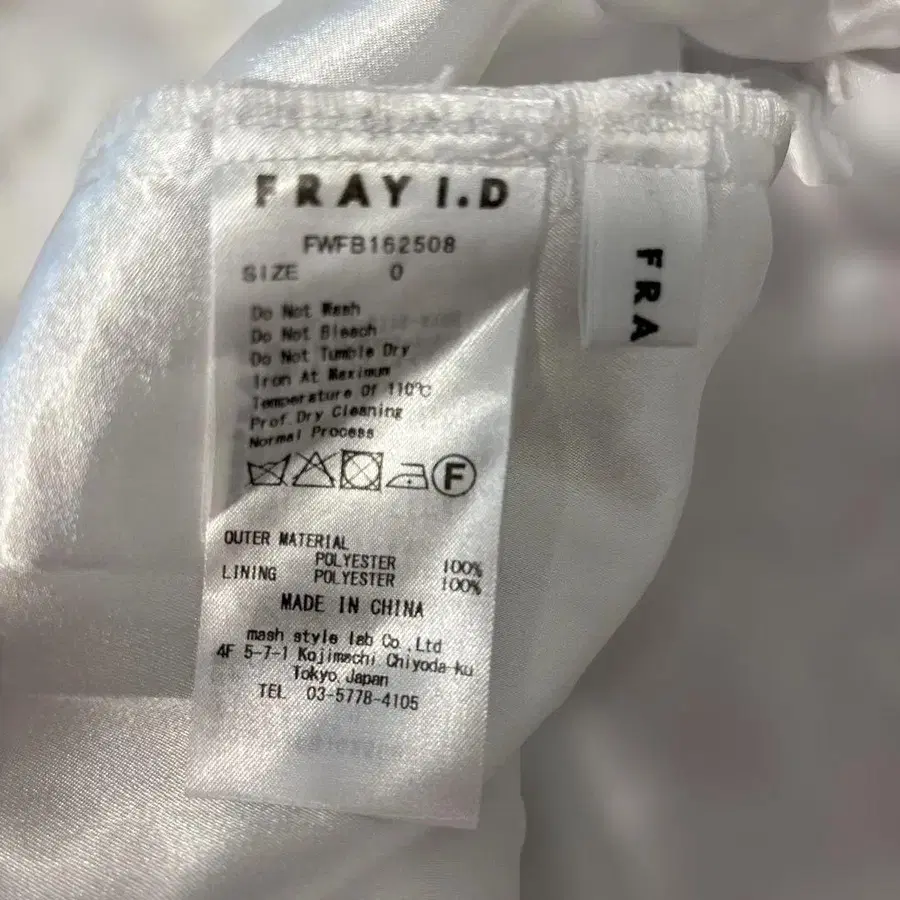 FRAY I.D
FWFB162508
SIZE 0
Do Not Wash
Do Not Bleach
Do Not Tumble Dry
Iron At Maximum
Temperature Of 110℃
Prof.Dry Cleaning
Normal Process
F
OUTER MATERIAL
POLYESTER 100%
LINING POLYESTER 100%
MADE IN CHINA
mash style lab Co.,Ltd
4F 5-7-1 Kojimachi Chiyoda-ku
Tokyo,Japan
TEL 03-5778-4105
FRA